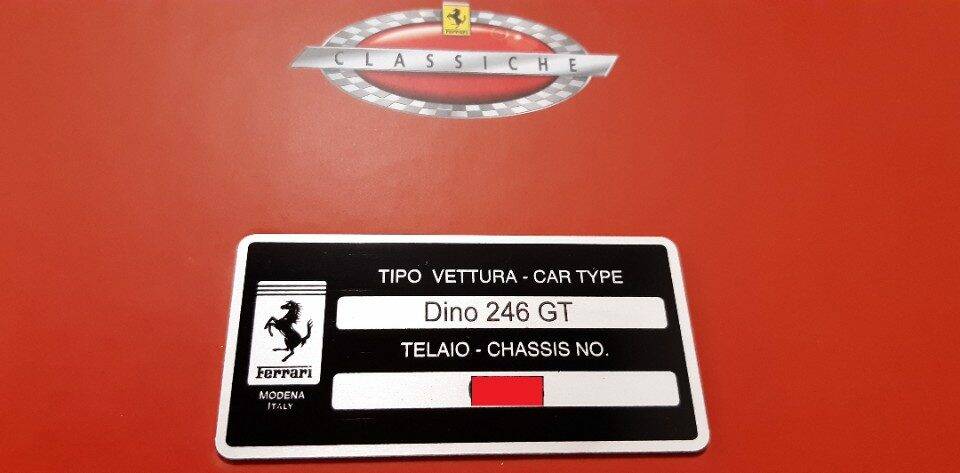 Ferrari
CLASSICHE
TIPO VETTURA - CAR TYPE
Dino 246 GT
TELAIO - CHASSIS NO.
Ferrari
MODENA
ITALY